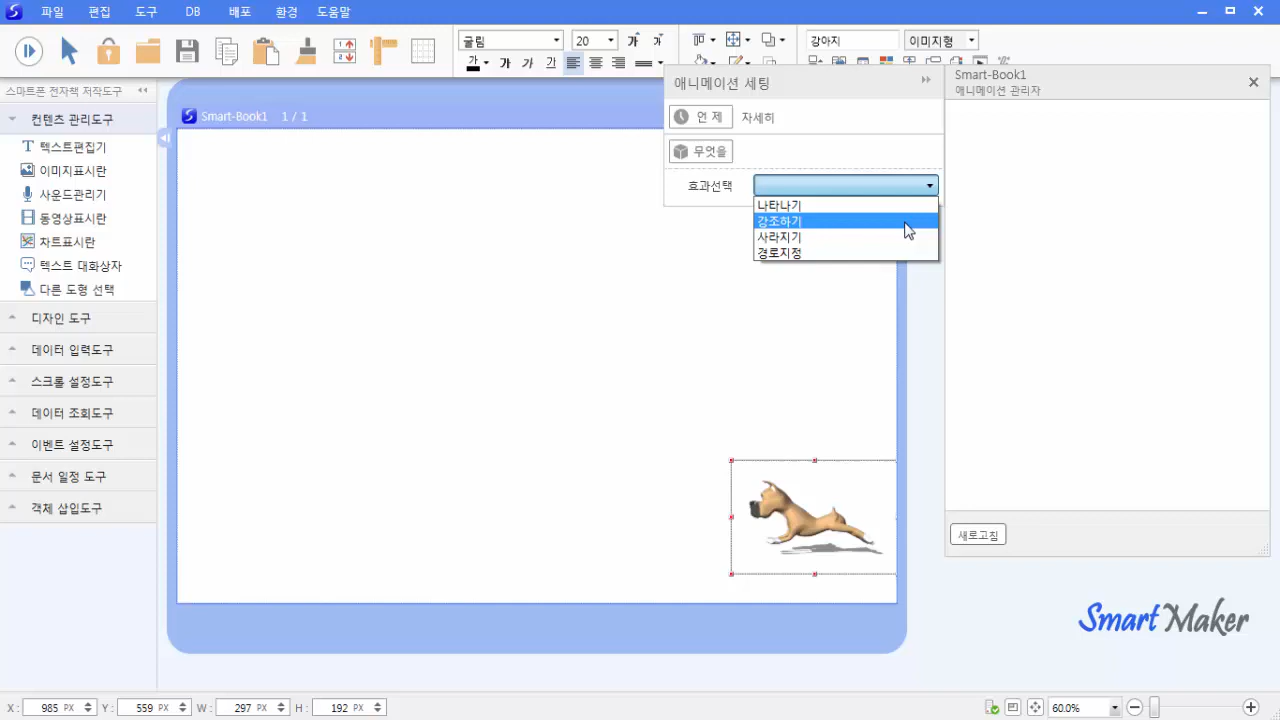 파일 편집 도구 DB 배포 환경 도움말
굴림 20 가 가 강아지 이미지형
가 가 가 가
스마트폰 전자책 저작도구
컨텐츠 관리도구
텍스트편집기
이미지표시란
사운드관리기
동영상표시란
차트표시란
텍스트 대화상자
다른 도형 선택
디자인 도구
데이터 입력도구
스크롤 설정도구
데이터 조회도구
이벤트 설정도구
문서 일정 도구
객체 삽입도구
Smart-Book1 1 / 1
애니메이션 세팅
언 제 자세히
무엇을
효과선택
나타나기
강조하기
사라지기
경로지정
Smart-Book1
애니메이션 관리자
새로고침
Smart Maker
X : 985 PX Y : 559 PX W : 297 PX H : 192 PX 60.0%